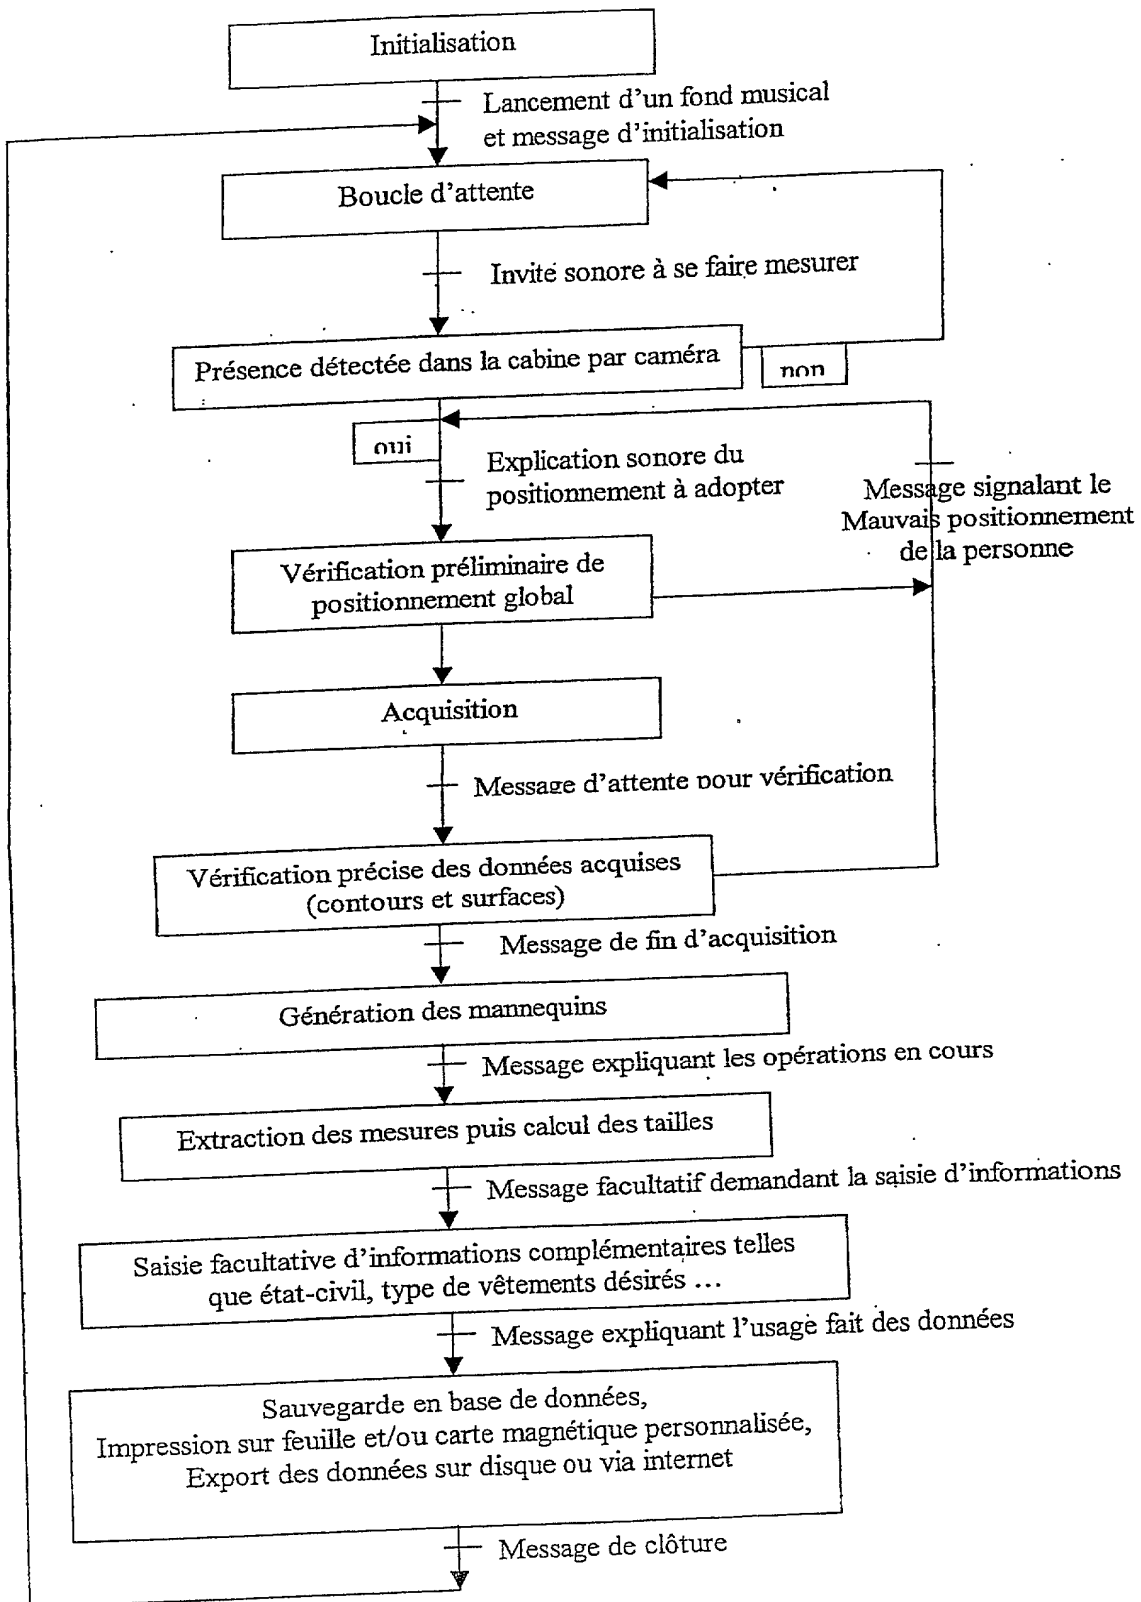 Initialisation
Lancement d'un fond musical
et message d'initialisation
Boucle d'attente
Invité sonore à se faire mesurer
Présence détectée dans la cabine par caméra
non
oui
Explication sonore du
positionnement à adopter
Message signalant le
Mauvais positionnement
de la personne
Vérification préliminaire de
positionnement global
Acquisition
Message d'attente pour vérification
Vérification précise des données acquises
(contours et surfaces)
Message de fin d'acquisition
Génération des mannequins
Message expliquant les opérations en cours
Extraction des mesures puis calcul des tailles
Message facultatif demandant la saisie d'informations
Saisie facultative d'informations complémentaires telles
que état-civil, type de vêtements désirés ...
Message expliquant l'usage fait des données
Sauvegarde en base de données,
Impression sur feuille et/ou carte magnétique personnalisée,
Export des données sur disque ou via internet
Message de clôture